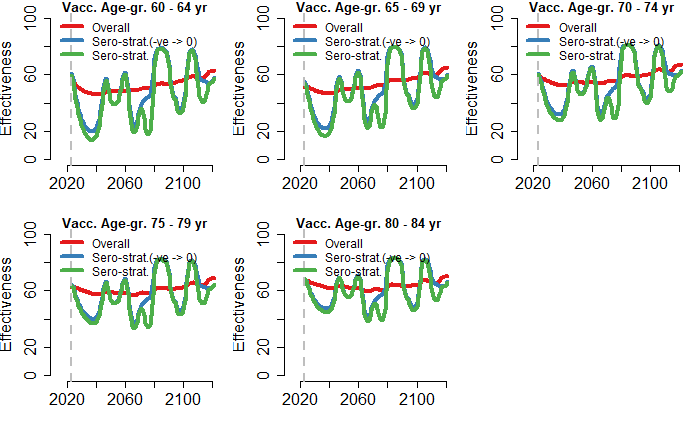 Vacc. Age-gr. 60 - 64 yr
Effectiveness
0 20 60 100
Overall
Sero-strat.(-ve -> 0)
Sero-strat.
2020 2060 2100
Vacc. Age-gr. 65 - 69 yr
Effectiveness
0 20 60 100
Overall
Sero-strat.(-ve -> 0)
Sero-strat.
2020 2060 2100
Vacc. Age-gr. 70 - 74 yr
Effectiveness
0 20 60 100
Overall
Sero-strat.(-ve -> 0)
Sero-strat.
2020 2060 2100
Vacc. Age-gr. 75 - 79 yr
Effectiveness
0 20 60 100
Overall
Sero-strat.(-ve -> 0)
Sero-strat.
2020 2060 2100
Vacc. Age-gr. 80 - 84 yr
Effectiveness
0 20 60 100
Overall
Sero-strat.(-ve -> 0)
Sero-strat.
2020 2060 2100